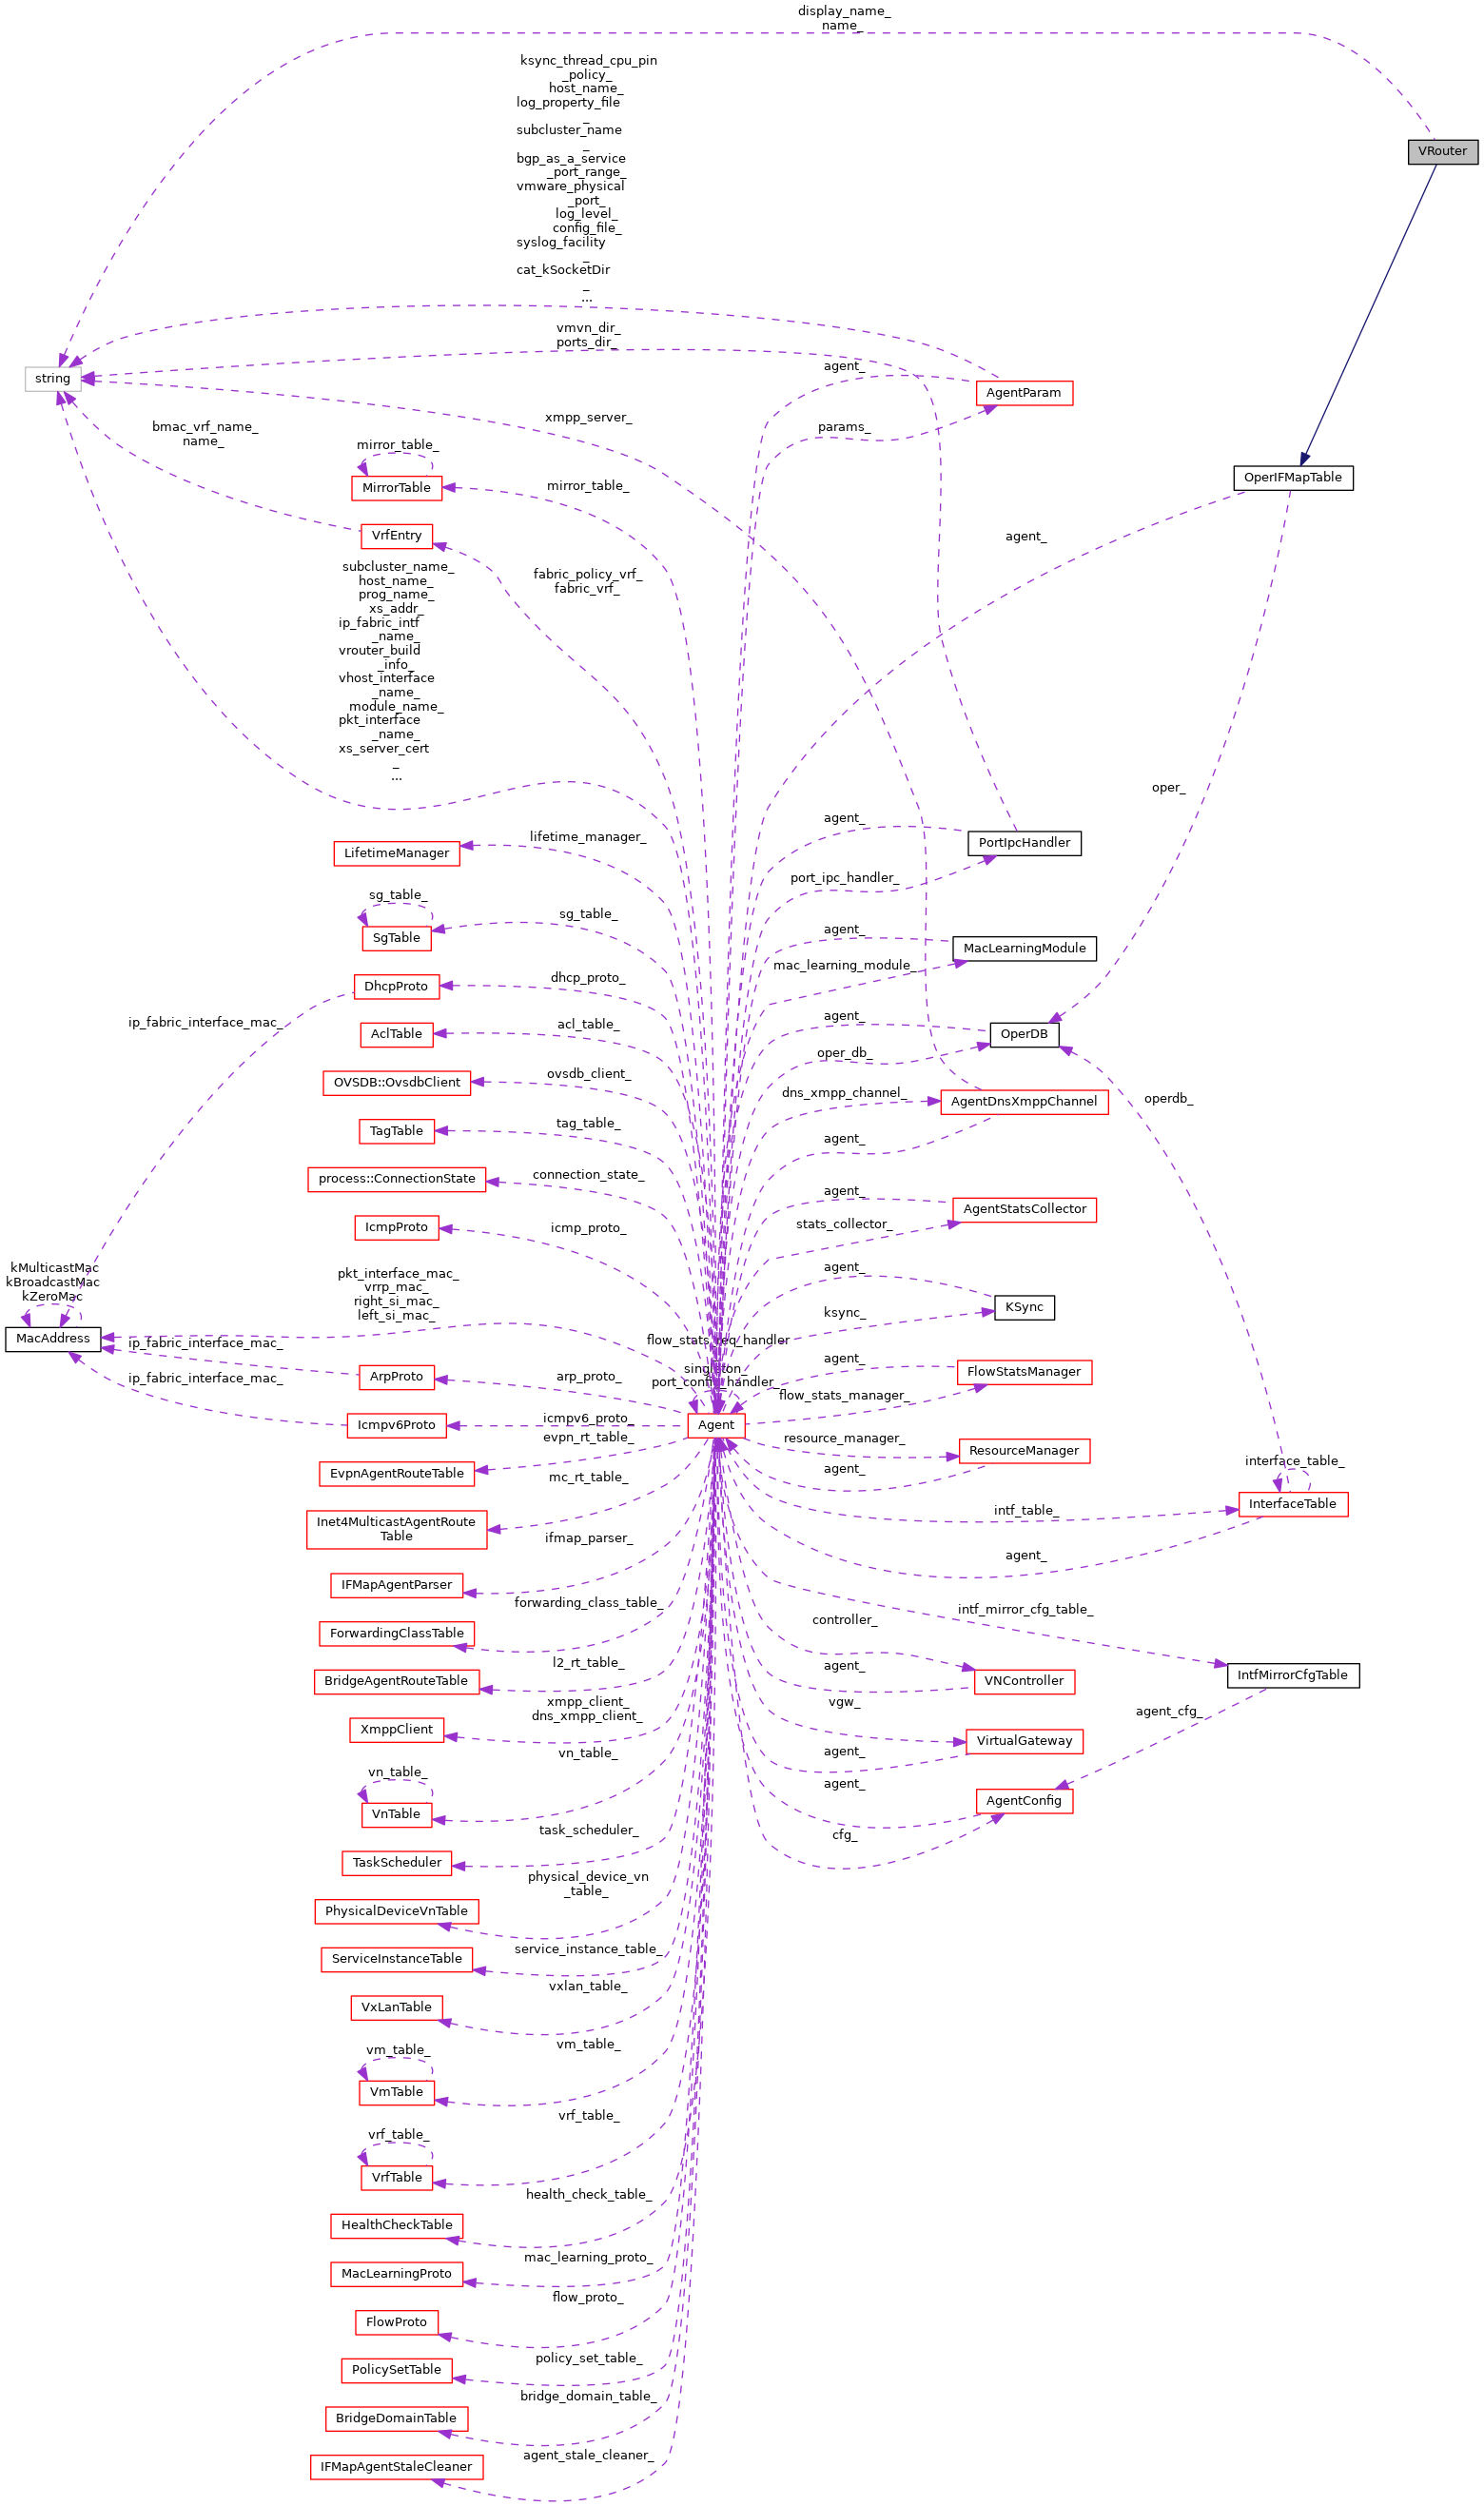 display_name_
name_
ksync_thread_cpu_pin
_policy_
host_name_
log_property_file
_
subcluster_name
_
bgp_as_a_service
_port_range_
vmware_physical
_port_
log_level_
config_file_
syslog_facility
_
cat_kSocketDir
_
...
VRouter
vmvn_dir_
ports_dir_
agent_
string
AgentParam
xmpp_server_
params_
bmac_vrf_name_
name_
mirror_table_
MirrorTable
mirror_table_
OperIFMapTable
VrfEntry
agent_
fabric_policy_vrf_
fabric_vrf_
subcluster_name_
host_name_
prog_name_
xs_addr_
ip_fabric_intf
_name_
vrouter_build
_info_
vhost_interface
_name_
module_name_
pkt_interface
_name_
xs_server_cert
_
...
oper_
agent_
lifetime_manager_
PortIpcHandler
LifetimeManager
port_ipc_handler_
sg_table_
sg_table_
SgTable
agent_
MacLearningModule
mac_learning_module_
dhcp_proto_
DhcpProto
ip_fabric_interface_mac_
agent_
acl_table_
AclTable
OperDB
oper_db_
ovsdb_client_
OVSDB::OvsdbClient
dns_xmpp_channel_
AgentDnsXmppChannel
operdb_
tag_table_
TagTable
agent_
connection_state_
process::ConnectionState
agent_
AgentStatsCollector
stats_collector_
icmp_proto_
IcmpProto
kMulticastMac
kBroadcastMac
kZeroMac
pkt_interface_mac_
vrrp_mac_
right_si_mac_
left_si_mac_
agent_
KSync
ksync_
MacAddress
ip_fabric_interface_mac_
flow_stats_req_handler
_
singleton_
port_config_handler_
agent_
FlowStatsManager
flow_stats_manager_
arp_proto_
ArpProto
ip_fabric_interface_mac_
icmpv6_proto_
Icmpv6Proto
Agent
evpn_rt_table_
resource_manager_
ResourceManager
agent_
interface_table_
EvpnAgentRouteTable
mc_rt_table_
InterfaceTable
intf_table_
Inet4MulticastAgentRoute
Table
ifmap_parser_
agent_
IFMapAgentParser
forwarding_class_table_
intf_mirror_cfg_table_
controller_
ForwardingClassTable
l2_rt_table_
agent_
IntfMirrorCfgTable
BridgeAgentRouteTable
VNController
xmpp_client_
dns_xmpp_client_
vgw_
agent_cfg_
XmppClient
VirtualGateway
vn_table_
agent_
vn_table_
agent_
VnTable
AgentConfig
task_scheduler_
cfg_
TaskScheduler
physical_device_vn
_table_
PhysicalDeviceVnTable
service_instance_table_
ServiceInstanceTable
vxlan_table_
VxLanTable
vm_table_
vm_table_
VmTable
vrf_table_
vrf_table_
VrfTable
health_check_table_
HealthCheckTable
mac_learning_proto_
MacLearningProto
flow_proto_
FlowProto
policy_set_table_
PolicySetTable
bridge_domain_table_
BridgeDomainTable
agent_stale_cleaner_
IFMapAgentStaleCleaner